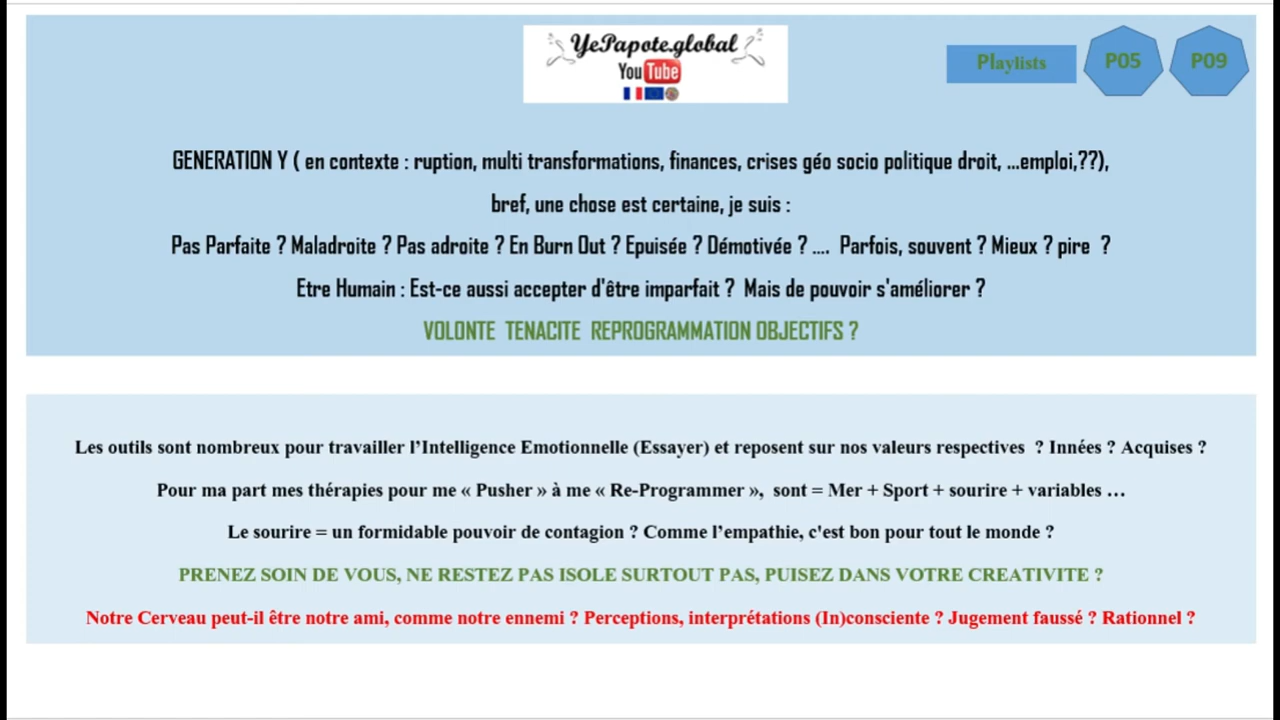 YePapote.global
YouTube
Playlists
P05
P09
GENERATION Y ( en contexte : ruption, multi transformations, finances, crises géo socio politique droit, ...emploi,??),
bref, une chose est certaine, je suis :
Pas Parfaite ? Maladroite ? Pas adroite ? En Burn Out ? Epuisée ? Démotivée ? .... Parfois, souvent ? Mieux ? pire ?
Etre Humain : Est-ce aussi accepter d'être imparfait ? Mais de pouvoir s'améliorer ?
VOLONTE TENACITE REPROGRAMMATION OBJECTIFS ?
Les outils sont nombreux pour travailler l’Intelligence Emotionnelle (Essayer) et reposent sur nos valeurs respectives ? Innées ? Acquises ?
Pour ma part mes thérapies pour me « Pusher » à me « Re-Programmer », sont = Mer + Sport + sourire + variables …
Le sourire = un formidable pouvoir de contagion ? Comme l’empathie, c'est bon pour tout le monde ?
PRENEZ SOIN DE VOUS, NE RESTEZ PAS ISOLE SURTOUT PAS, PUISEZ DANS VOTRE CREATIVITE ?
Notre Cerveau peut-il être notre ami, comme notre ennemi ? Perceptions, interprétations (In)consciente ? Jugement faussé ? Rationnel ?